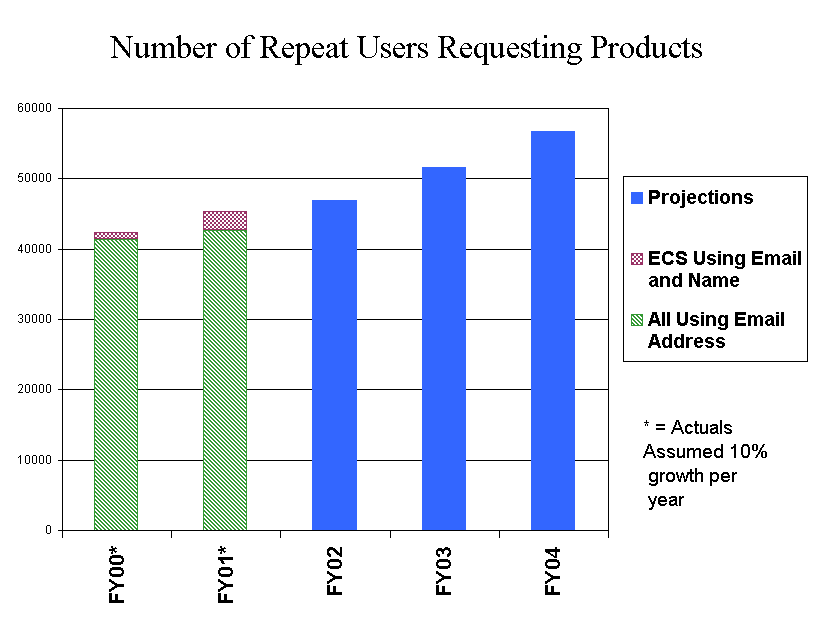 Number of Repeat Users Requesting Products
60000
50000
40000
30000
20000
10000
0
FY00*
FY01*
FY02
FY03
FY04
Projections
ECS Using Email
and Name
All Using Email
Address
* = Actuals
Assumed 10%
growth per
year